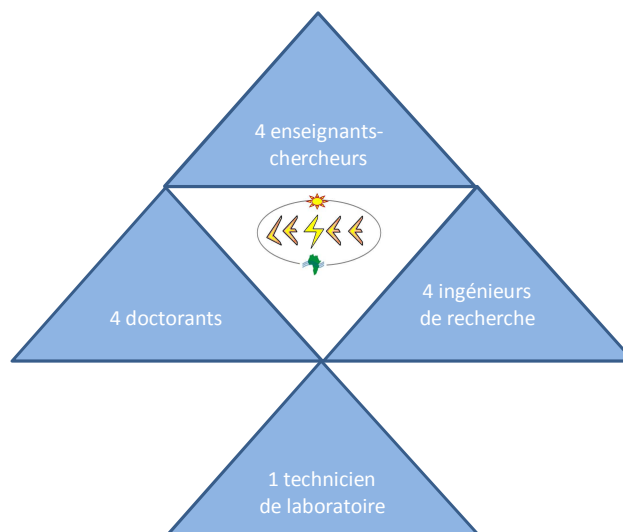 4 enseignants-
chercheurs
4 doctorants
4 ingénieurs
de recherche
1 technicien
de laboratoire